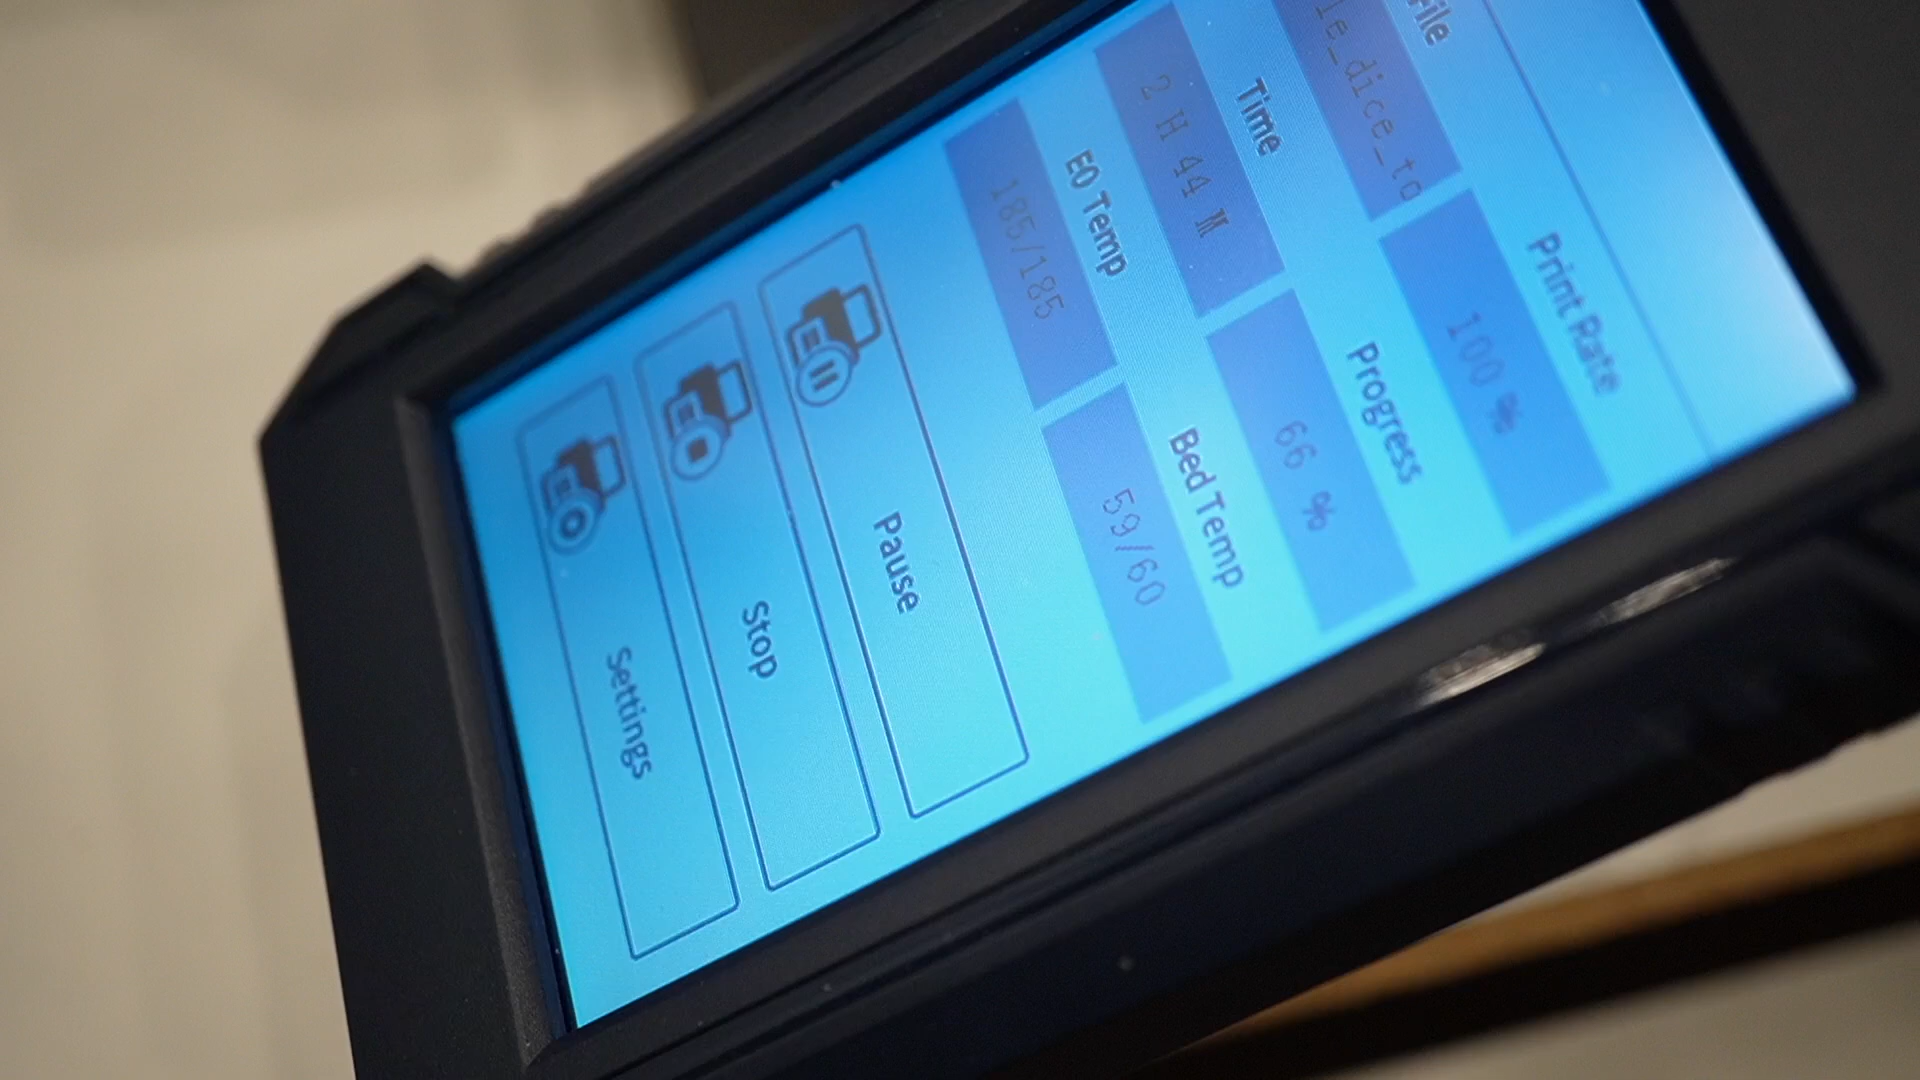 File
le_dice_to
Print Rate
100 %
Time
2 H 44 M
Progress
66 %
E0 Temp
185/185
Bed Temp
59/60
Pause
Stop
Settings